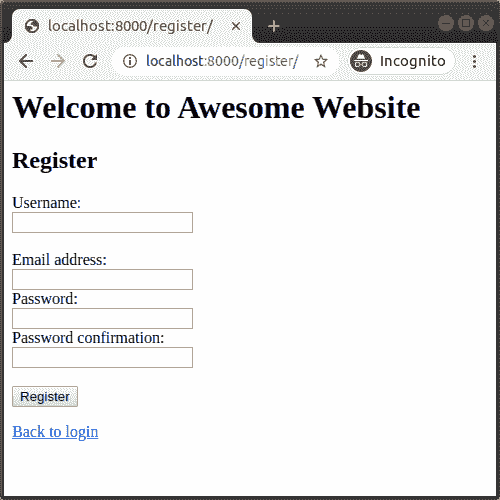 localhost:8000/register/
localhost:8000/register/ Incognito
Welcome to Awesome Website
Register
Username:
Email address:
Password:
Password confirmation:
Register
Back to login